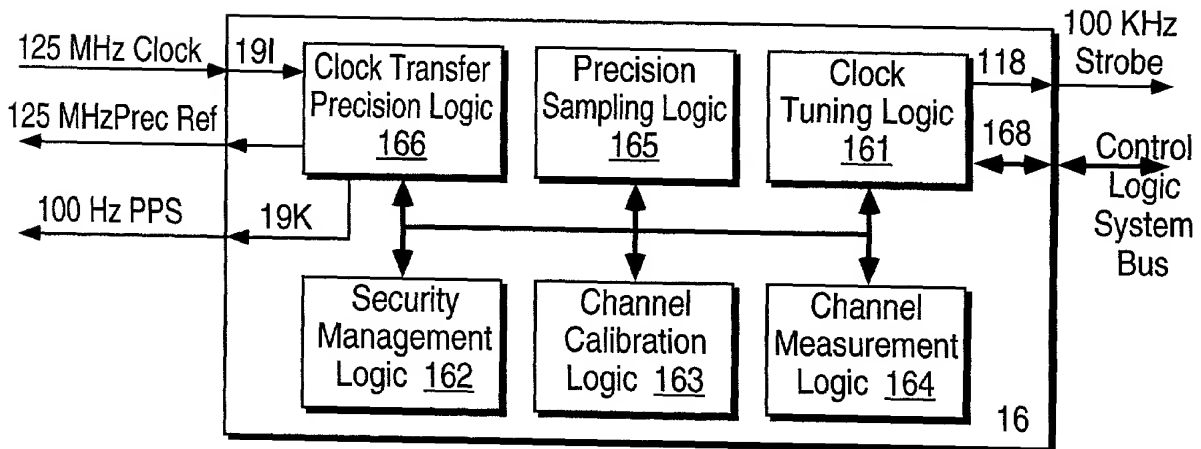 125 MHz Clock
19I
125 MHzPrec Ref
100 Hz PPS
19K
Clock Transfer
Precision Logic
166
Precision
Sampling Logic
165
Clock
Tuning Logic
161
118
100 KHz
Strobe
168
Control
Logic
System
Bus
Security
Management
Logic 162
Channel
Calibration
Logic 163
Channel
Measurement
Logic 164
16